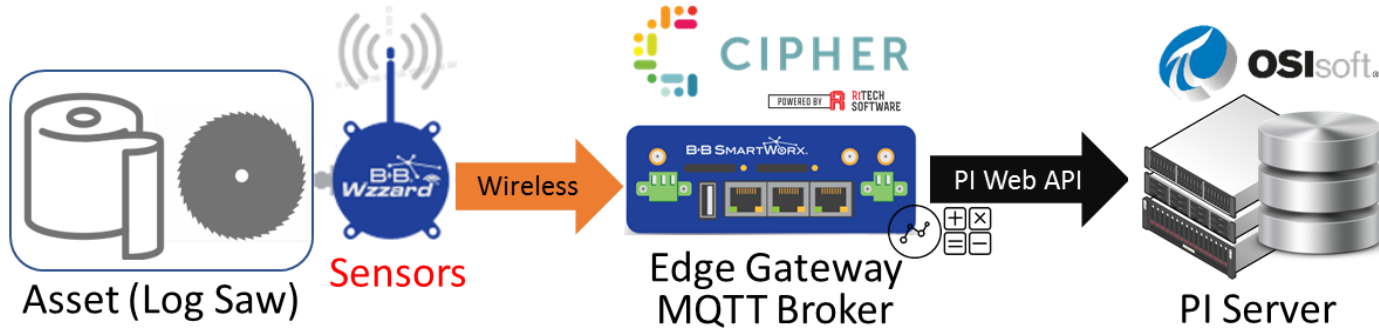 Asset (Log Saw)
B+B
Wzzard
Sensors
Wireless
CIPHER
POWERED BY RITECH
SOFTWARE
B+B SMARTWORX.
Edge Gateway
MQTT Broker
PI Web API
OSIsoft.
PI Server